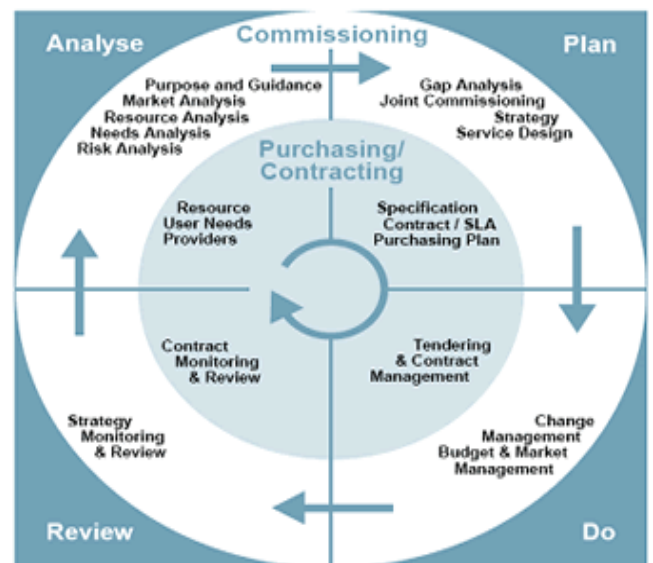 Analyse
Commissioning
Plan
Purpose and Guidance
Market Analysis
Resource Analysis
Needs Analysis
Risk Analysis
Gap Analysis
Joint Commissioning
Strategy
Service Design
Purchasing/
Contracting
Resource
User Needs
Providers
Specification
Contract / SLA
Purchasing Plan
Contract
Monitoring
& Review
Tendering
& Contract
Management
Strategy
Monitoring
& Review
Change
Management
Budget & Market
Management
Review
Do